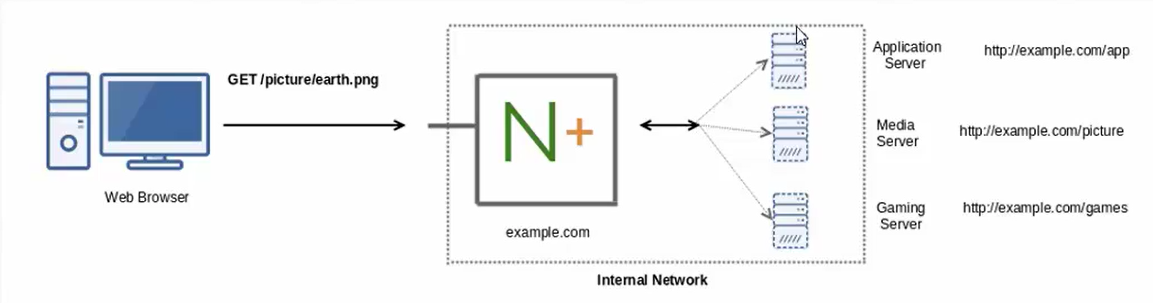 GET /picture/earth.png
Web Browser
N+
example.com
Internal Network
Application
Server
http://example.com/app
Media
Server
http://example.com/picture
Gaming
Server
http://example.com/games